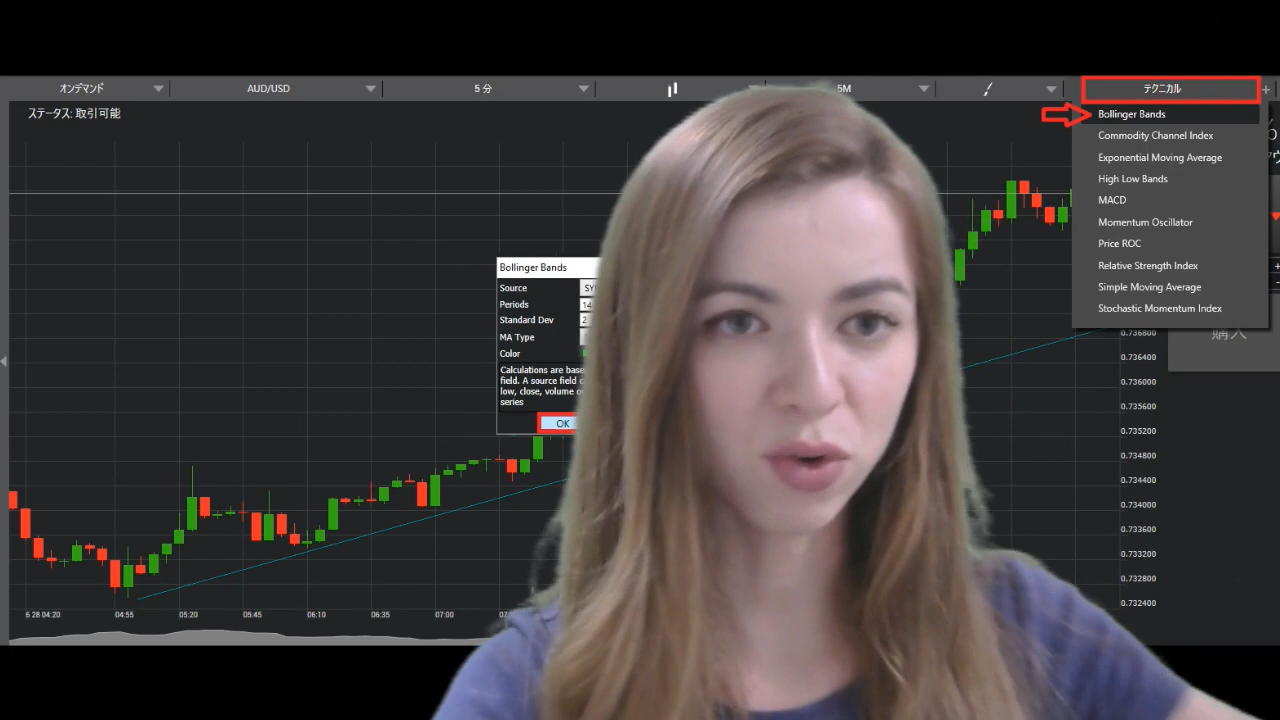 オンデマンド
AUD/USD
5 分
5M
テクニカル
+
ステータス: 取引可能
Bollinger Bands
Commodity Channel Index
Exponential Moving Average
High Low Bands
MACD
Momentum Oscillator
Price ROC
Relative Strength Index
Simple Moving Average
Stochastic Momentum Index
購入
Bollinger Bands
Source
Periods 14
Standard Dev 2
MA Type
Color
Calculations are
field. A source field
low, close, volume
series
OK
0.736800
0.736400
0.736000
0.735600
0.735200
0.734800
0.734400
0.734000
0.733600
0.733200
0.732800
0.732400
6 28 04:20
04:55
05:20
05:45
06:10
06:35
07:00